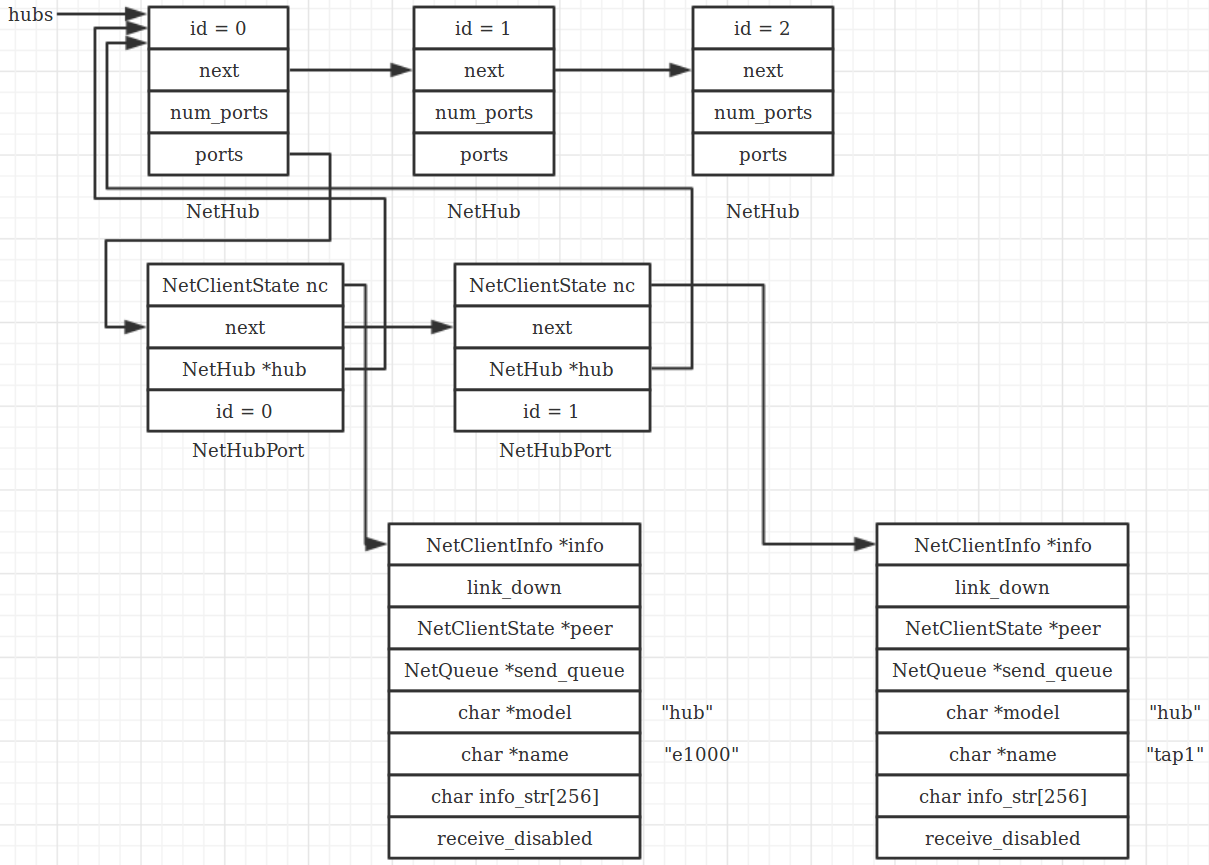 hubs
id = 0
next
num_ports
ports
NetHub
id = 1
next
num_ports
ports
NetHub
id = 2
next
num_ports
ports
NetHub
NetClientState nc
next
NetHub *hub
id = 0
NetHubPort
NetClientState nc
next
NetHub *hub
id = 1
NetHubPort
NetClientInfo *info
link_down
NetClientState *peer
NetQueue *send_queue
char *model "hub"
char *name "e1000"
char info_str[256]
receive_disabled
NetClientInfo *info
link_down
NetClientState *peer
NetQueue *send_queue
char *model "hub"
char *name "tap1"
char info_str[256]
receive_disabled